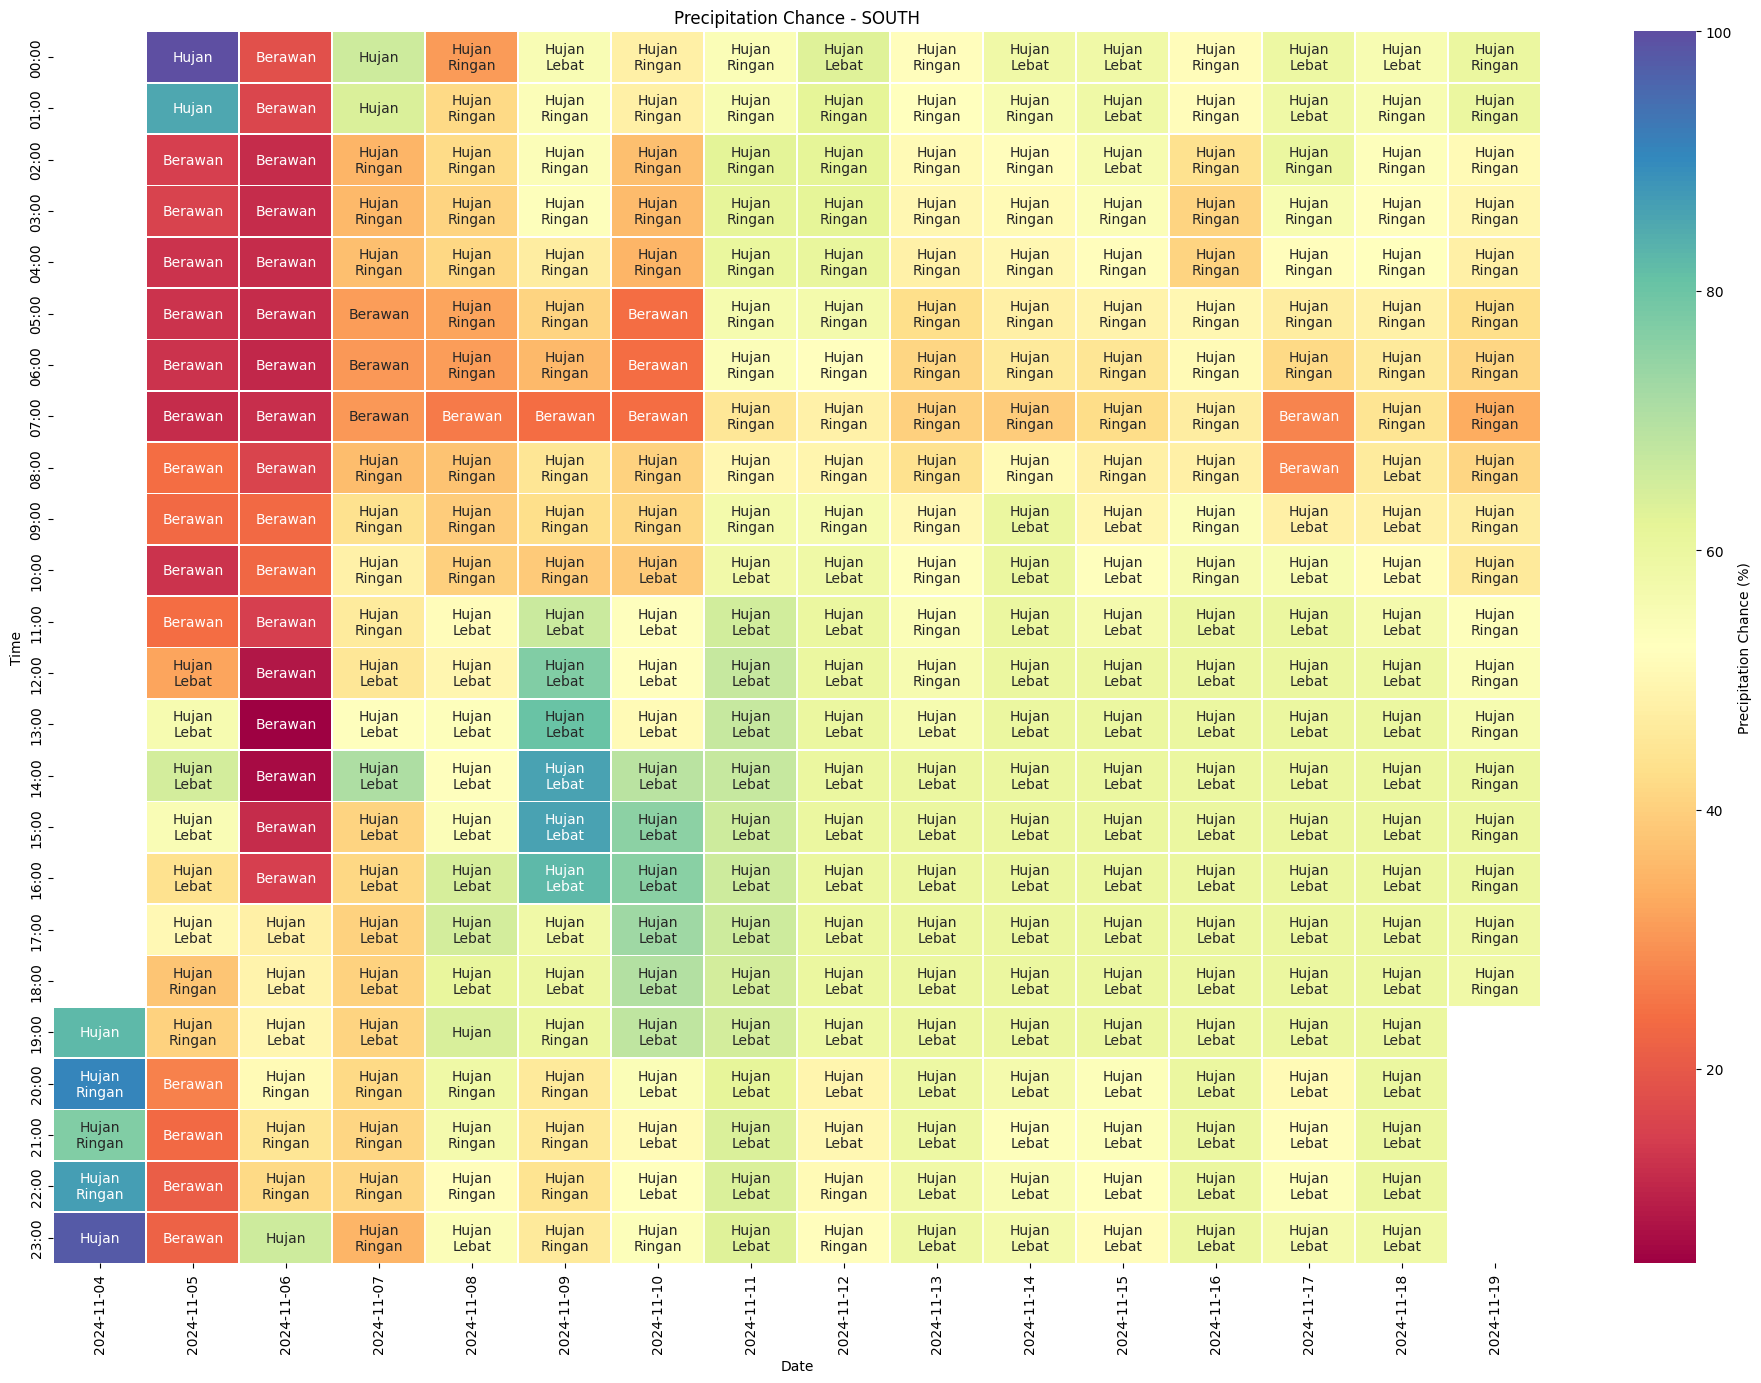 Precipitation Chance - SOUTH
00:00 Hujan Berawan Hujan Hujan Ringan Hujan Lebat Hujan Ringan Hujan Ringan Hujan Lebat Hujan Ringan Hujan Lebat Hujan Lebat Hujan Ringan Hujan Lebat Hujan Lebat Hujan Ringan
01:00 Hujan Berawan Hujan Hujan Ringan Hujan Ringan Hujan Ringan Hujan Ringan Hujan Ringan Hujan Ringan Hujan Ringan Hujan Lebat Hujan Ringan Hujan Lebat Hujan Ringan Hujan Ringan
02:00 Berawan Berawan Hujan Ringan Hujan Ringan Hujan Ringan Hujan Ringan Hujan Ringan Hujan Ringan Hujan Ringan Hujan Ringan Hujan Lebat Hujan Ringan Hujan Ringan Hujan Ringan Hujan Ringan
03:00 Berawan Berawan Hujan Ringan Hujan Ringan Hujan Ringan Hujan Ringan Hujan Ringan Hujan Ringan Hujan Ringan Hujan Ringan Hujan Ringan Hujan Ringan Hujan Ringan Hujan Ringan Hujan Ringan
04:00 Berawan Berawan Hujan Ringan Hujan Ringan Hujan Ringan Hujan Ringan Hujan Ringan Hujan Ringan Hujan Ringan Hujan Ringan Hujan Ringan Hujan Ringan Hujan Ringan Hujan Ringan Hujan Ringan
05:00 Berawan Berawan Berawan Hujan Ringan Hujan Ringan Berawan Hujan Ringan Hujan Ringan Hujan Ringan Hujan Ringan Hujan Ringan Hujan Ringan Hujan Ringan Hujan Ringan Hujan Ringan
06:00 Berawan Berawan Berawan Hujan Ringan Hujan Ringan Berawan Hujan Ringan Hujan Ringan Hujan Ringan Hujan Ringan Hujan Ringan Hujan Ringan Hujan Ringan Hujan Ringan Hujan Ringan
07:00 Berawan Berawan Berawan Berawan Berawan Berawan Hujan Ringan Hujan Ringan Hujan Ringan Hujan Ringan Hujan Ringan Hujan Ringan Berawan Hujan Ringan Hujan Ringan
08:00 Berawan Berawan Hujan Ringan Hujan Ringan Hujan Ringan Hujan Ringan Hujan Ringan Hujan Ringan Hujan Ringan Hujan Ringan Hujan Ringan Hujan Ringan Berawan Hujan Lebat Hujan Ringan
09:00 Berawan Berawan Hujan Ringan Hujan Ringan Hujan Ringan Hujan Ringan Hujan Ringan Hujan Ringan Hujan Ringan Hujan Lebat Hujan Lebat Hujan Ringan Hujan Lebat Hujan Lebat Hujan Ringan
10:00 Berawan Berawan Hujan Ringan Hujan Ringan Hujan Ringan Hujan Lebat Hujan Lebat Hujan Lebat Hujan Ringan Hujan Lebat Hujan Lebat Hujan Ringan Hujan Lebat Hujan Lebat Hujan Ringan
11:00 Berawan Berawan Hujan Ringan Hujan Lebat Hujan Lebat Hujan Lebat Hujan Lebat Hujan Lebat Hujan Ringan Hujan Lebat Hujan Lebat Hujan Lebat Hujan Lebat Hujan Lebat Hujan Ringan
12:00 Hujan Lebat Berawan Hujan Lebat Hujan Lebat Hujan Lebat Hujan Lebat Hujan Lebat Hujan Lebat Hujan Ringan Hujan Lebat Hujan Lebat Hujan Lebat Hujan Lebat Hujan Lebat Hujan Ringan
13:00 Hujan Lebat Berawan Hujan Lebat Hujan Lebat Hujan Lebat Hujan Lebat Hujan Lebat Hujan Lebat Hujan Lebat Hujan Lebat Hujan Lebat Hujan Lebat Hujan Lebat Hujan Lebat Hujan Ringan
14:00 Hujan Lebat Berawan Hujan Lebat Hujan Lebat Hujan Lebat Hujan Lebat Hujan Lebat Hujan Lebat Hujan Lebat Hujan Lebat Hujan Lebat Hujan Lebat Hujan Lebat Hujan Lebat Hujan Ringan
15:00 Hujan Lebat Berawan Hujan Lebat Hujan Lebat Hujan Lebat Hujan Lebat Hujan Lebat Hujan Lebat Hujan Lebat Hujan Lebat Hujan Lebat Hujan Lebat Hujan Lebat Hujan Lebat Hujan Ringan
16:00 Hujan Lebat Berawan Hujan Lebat Hujan Lebat Hujan Lebat Hujan Lebat Hujan Lebat Hujan Lebat Hujan Lebat Hujan Lebat Hujan Lebat Hujan Lebat Hujan Lebat Hujan Lebat Hujan Ringan
17:00 Hujan Lebat Hujan Lebat Hujan Lebat Hujan Lebat Hujan Lebat Hujan Lebat Hujan Lebat Hujan Lebat Hujan Lebat Hujan Lebat Hujan Lebat Hujan Lebat Hujan Lebat Hujan Lebat Hujan Ringan
18:00 Hujan Ringan Hujan Lebat Hujan Lebat Hujan Lebat Hujan Lebat Hujan Lebat Hujan Lebat Hujan Lebat Hujan Lebat Hujan Lebat Hujan Lebat Hujan Lebat Hujan Lebat Hujan Lebat Hujan Ringan
19:00 Hujan Hujan Ringan Hujan Lebat Hujan Lebat Hujan Hujan Ringan Hujan Lebat Hujan Lebat Hujan Lebat Hujan Lebat Hujan Lebat Hujan Lebat Hujan Lebat Hujan Lebat Hujan Lebat
20:00 Hujan Ringan Berawan Hujan Ringan Hujan Ringan Hujan Ringan Hujan Ringan Hujan Lebat Hujan Lebat Hujan Lebat Hujan Lebat Hujan Lebat Hujan Lebat Hujan Lebat Hujan Lebat Hujan Lebat
21:00 Hujan Ringan Berawan Hujan Ringan Hujan Ringan Hujan Ringan Hujan Ringan Hujan Lebat Hujan Lebat Hujan Lebat Hujan Lebat Hujan Lebat Hujan Lebat Hujan Lebat Hujan Lebat Hujan Lebat
22:00 Hujan Ringan Berawan Hujan Ringan Hujan Ringan Hujan Ringan Hujan Ringan Hujan Lebat Hujan Lebat Hujan Ringan Hujan Lebat Hujan Lebat Hujan Lebat Hujan Lebat Hujan Lebat Hujan Lebat
23:00 Hujan Berawan Hujan Hujan Ringan Hujan Lebat Hujan Ringan Hujan Ringan Hujan Lebat Hujan Ringan Hujan Lebat Hujan Lebat Hujan Lebat Hujan Lebat Hujan Lebat Hujan Lebat
Time
2024-11-04 2024-11-05 2024-11-06 2024-11-07 2024-11-08 2024-11-09 2024-11-10 2024-11-11 2024-11-12 2024-11-13 2024-11-14 2024-11-15 2024-11-16 2024-11-17 2024-11-18 2024-11-19
Date
100
80
60
40
20
Precipitation Chance (%)